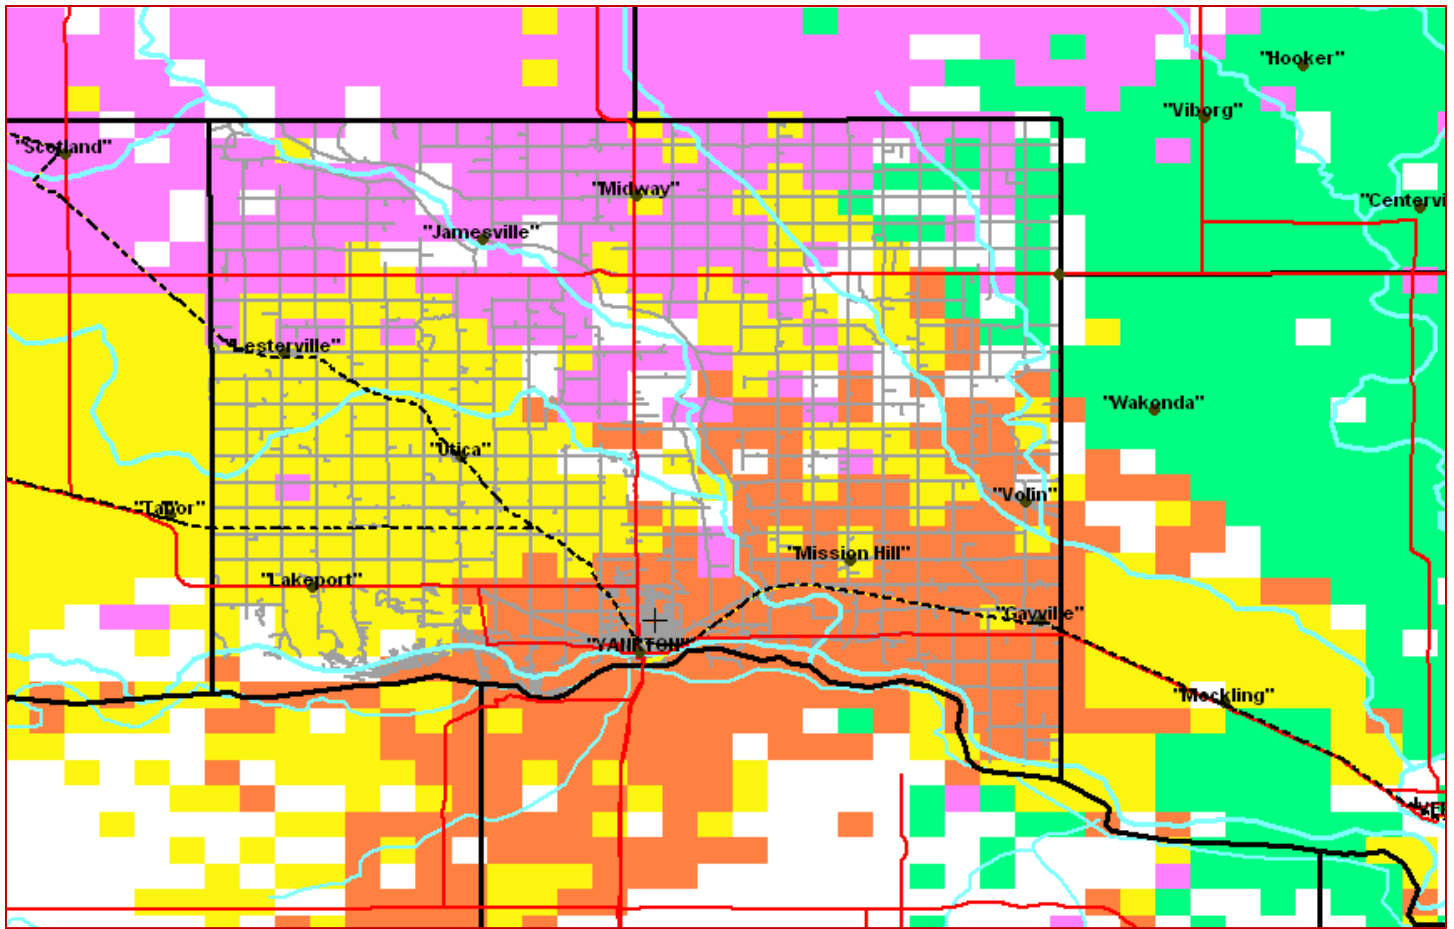 "Hooker"
"Viborg"
"Scotland"
"Midway"
"Centervi
"Jamesville"
"Lesterville"
"Wakonda"
"Utica"
"Volin"
"Tabor"
"Mission Hill"
"Lakeport"
"Gayville"
"YANKTON"
"Meckling"